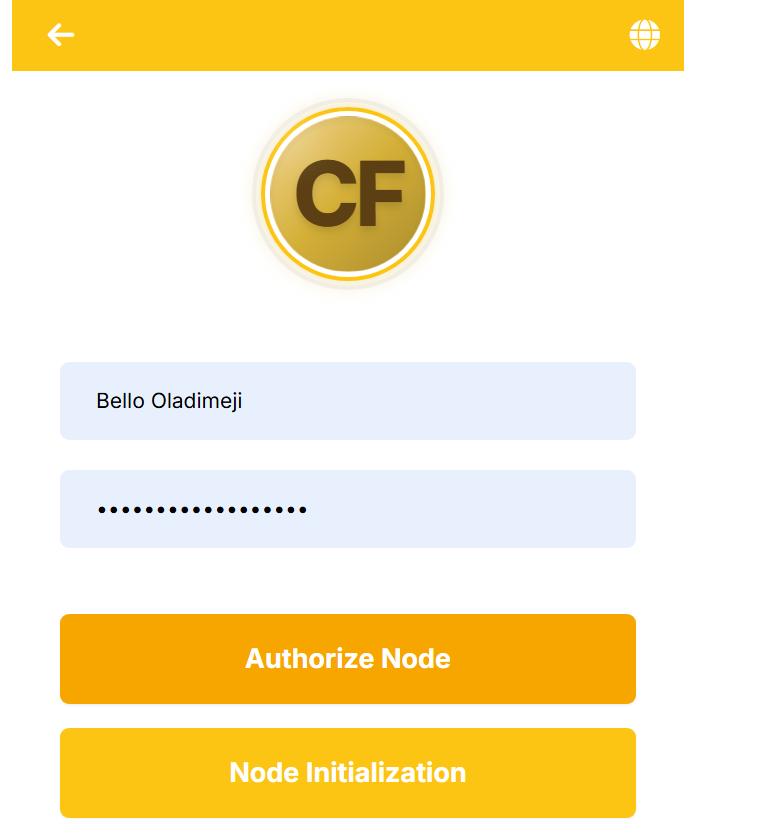 CF
Bello Oladimeji
••••••••••••••••••
Authorize Node
Node Initialization